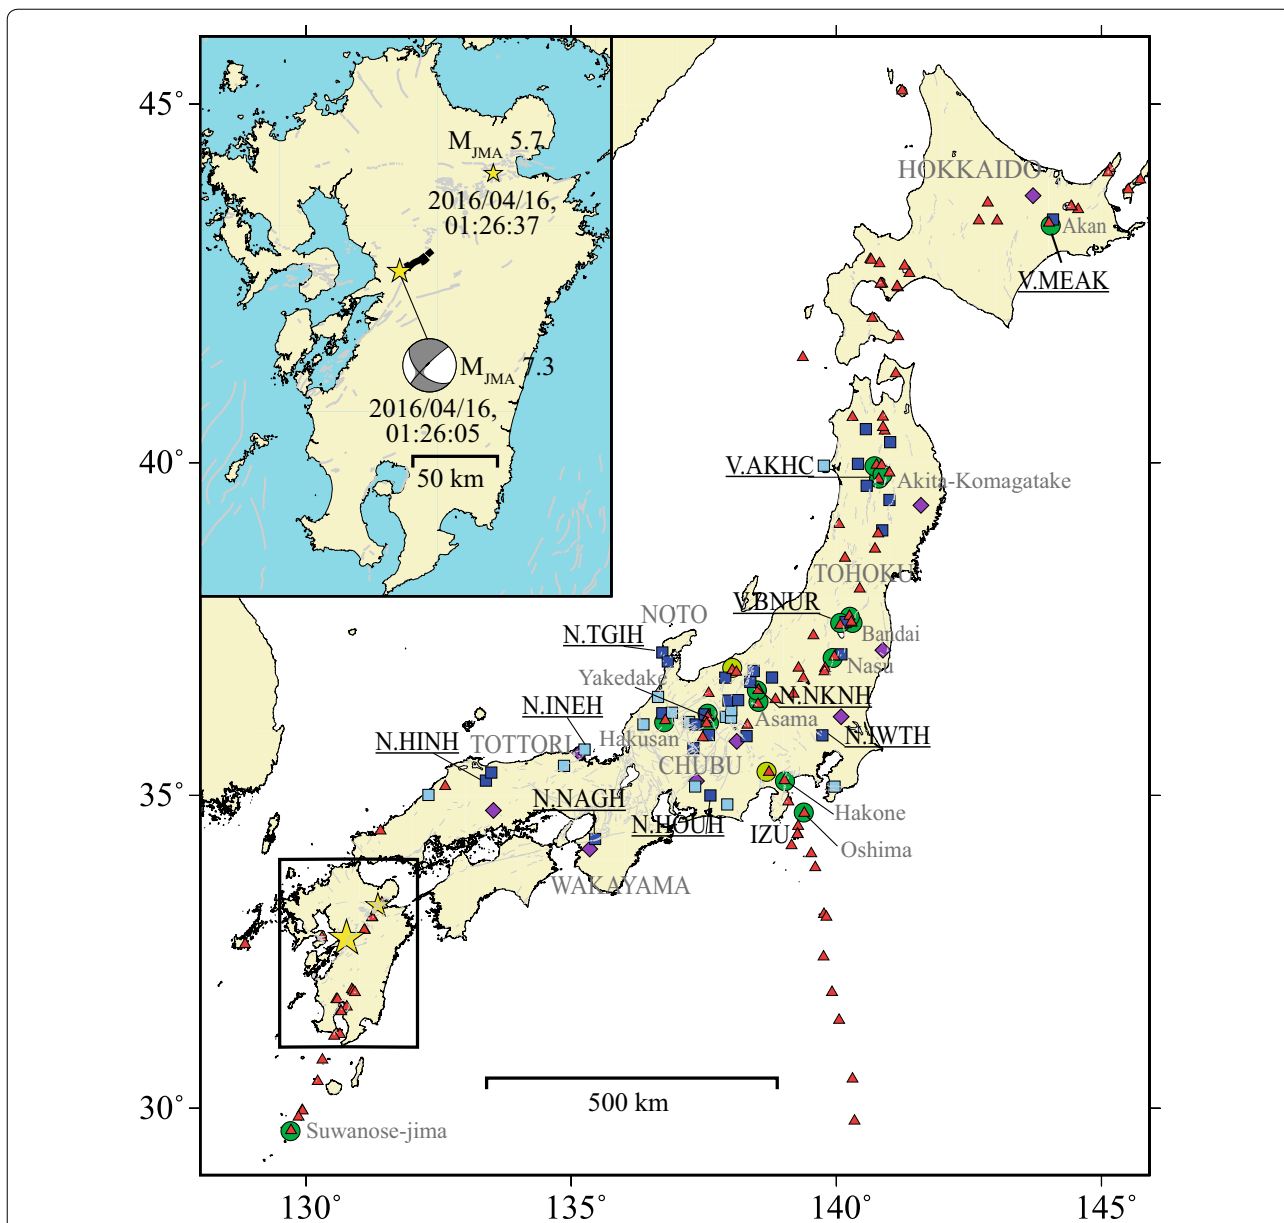 45°
40°
35°
30°
130°
135°
140°
145°
M JMA 5.7
2016/04/16,
01:26:37
M JMA 7.3
2016/04/16,
01:26:05
50 km
HOKKAIDO
Akan
V.MEAK
V.AKHC
Akita-Komagatake
TOHOKU
V.BNUR
Bandai
NOTO
N.TGIH
Nasu
Yakedake
N.NKNH
N.INEH
Asama
N.HINH
TOTTORI
Hakusan
N.IWTH
CHUBU
N.NAGH
N.HOUH
IZU
Hakone
Oshima
WAKAYAMA
500 km
Suwanose-jima